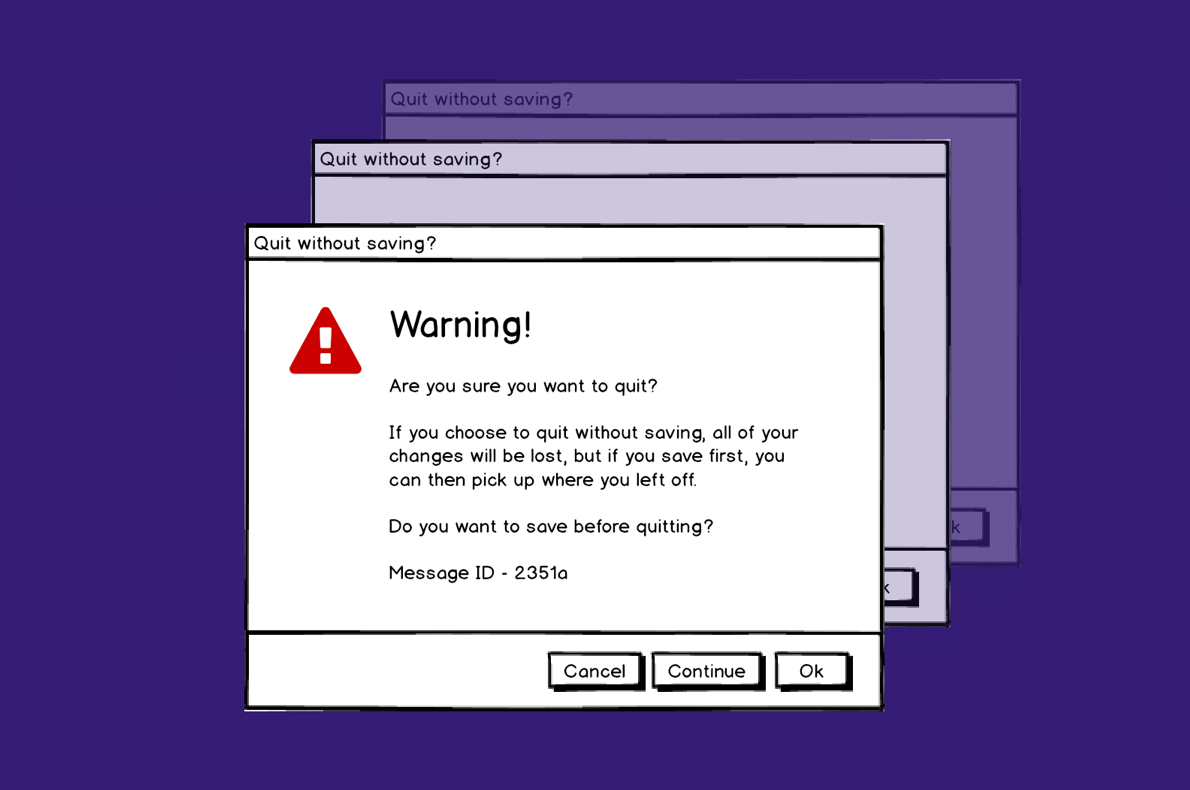 Quit without saving?
Quit without saving?
Quit without saving?
Warning!
Are you sure you want to quit?
If you choose to quit without saving, all of your
changes will be lost, but if you save first, you
can then pick up where you left off.
Do you want to save before quitting?
Message ID - 2351a
Cancel Continue Ok